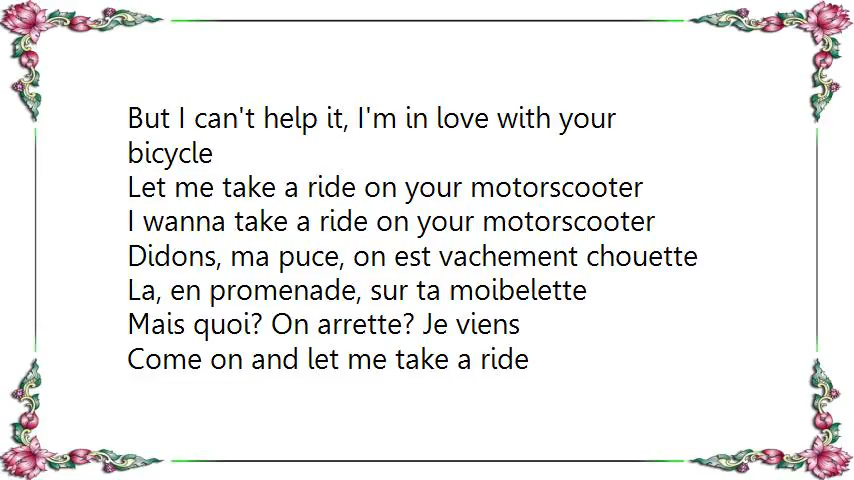 But I can't help it, I'm in love with your
bicycle
Let me take a ride on your motorscooter
I wanna take a ride on your motorscooter
Didons, ma puce, on est vachement chouette
La, en promenade, sur ta moibelette
Mais quoi? On arrette? Je viens
Come on and let me take a ride